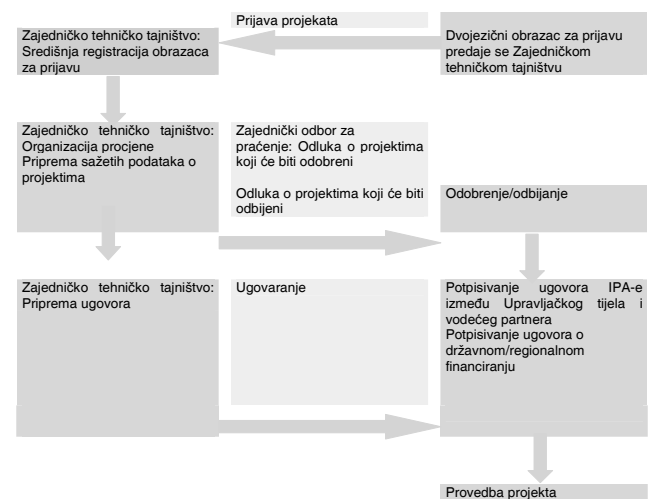 Prijava projekata
Zajedničko tehničko tajništvo:
Središnja registracija obrazaca
za prijavu
Dvojezični obrazac za prijavu
predaje se Zajedničkom
tehničkom tajništvu
Zajedničko tehničko tajništvo:
Organizacija procjene
Priprema sažetih podataka o
projektima
Zajednički odbor za
praćenje: Odluka o projektima
koji će biti odobreni
Odluka o projektima koji će biti
odbijeni
Odobrenje/odbijanje
Zajedničko tehničko tajništvo:
Priprema ugovora
Ugovaranje
Potpisivanje ugovora IPA-e
između Upravljačkog tijela i
vodećeg partnera
Potpisivanje ugovora o
državnom/regionalnom
financiranju
Provedba projekta